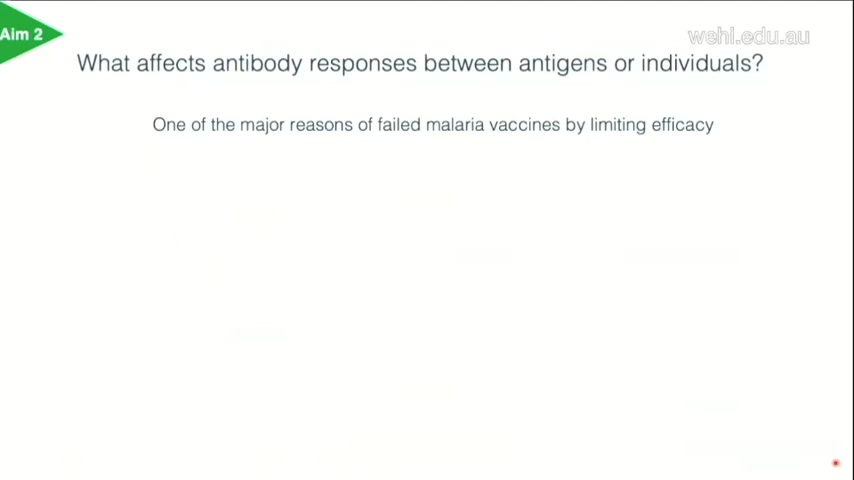 Aim 2
wehi.edu.au
What affects antibody responses between antigens or individuals?
One of the major reasons of failed malaria vaccines by limiting efficacy